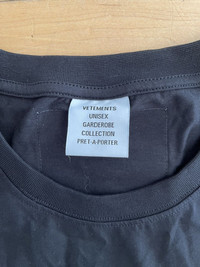 VETEMENTS
UNISEX
GARDEROBE
COLLECTION
PRET-A-PORTER